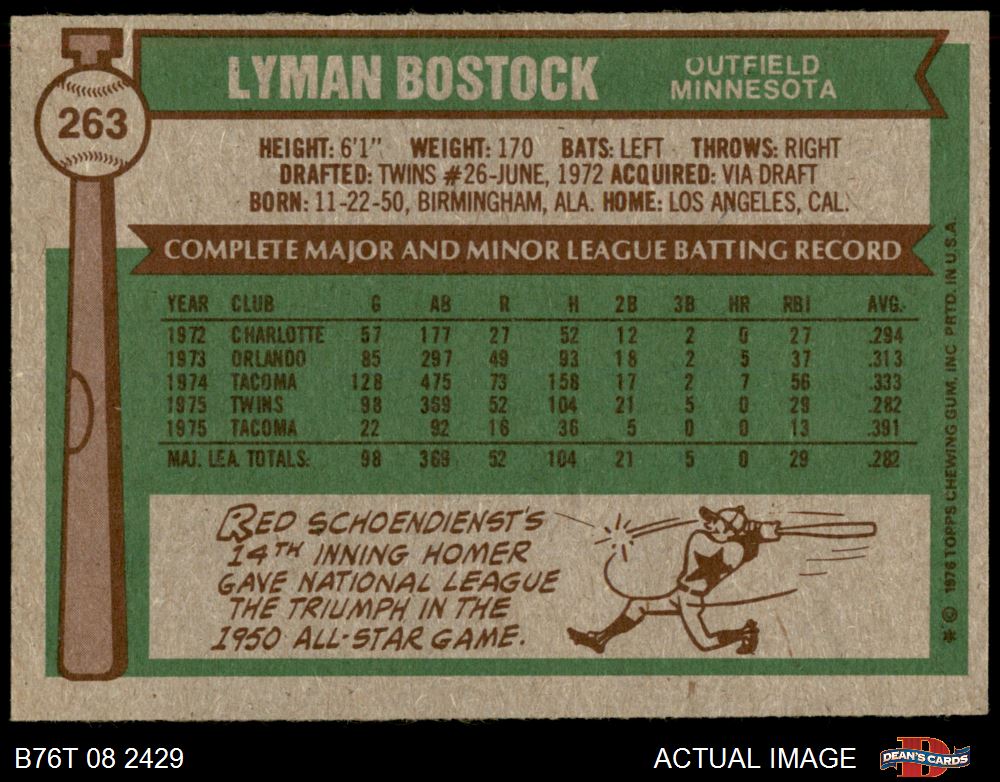 263
LYMAN BOSTOCK
OUTFIELD
MINNESOTA
HEIGHT: 6'1" WEIGHT: 170 BATS: LEFT THROWS: RIGHT
DRAFTED: TWINS #26-JUNE, 1972 ACQUIRED: VIA DRAFT
BORN: 11-22-50, BIRMINGHAM, ALA. HOME: LOS ANGELES, CAL.
COMPLETE MAJOR AND MINOR LEAGUE BATTING RECORD
YEAR CLUB G AB R H 2B 3B HR RBI AVG.
1972 CHARLOTTE 57 177 27 52 12 2 0 27 .294
1973 ORLANDO 85 297 49 93 18 2 5 37 .313
1974 TACOMA 128 475 73 158 17 2 7 56 .333
1975 TWINS 98 369 52 104 21 5 0 29 .282
1975 TACOMA 22 92 16 36 5 0 0 13 .391
MAJ. LEA. TOTALS: 98 369 52 104 21 5 0 29 .282
RED SCHOENDIENST'S
14TH INNING HOMER
GAVE NATIONAL LEAGUE
THE TRIUMPH IN THE
1950 ALL-STAR GAME.
* © 1976 TOPPS CHEWING GUM, INC PRTD. IN U.S.A.
B76T 08 2429
ACTUAL IMAGE
DEAN'S CARDS